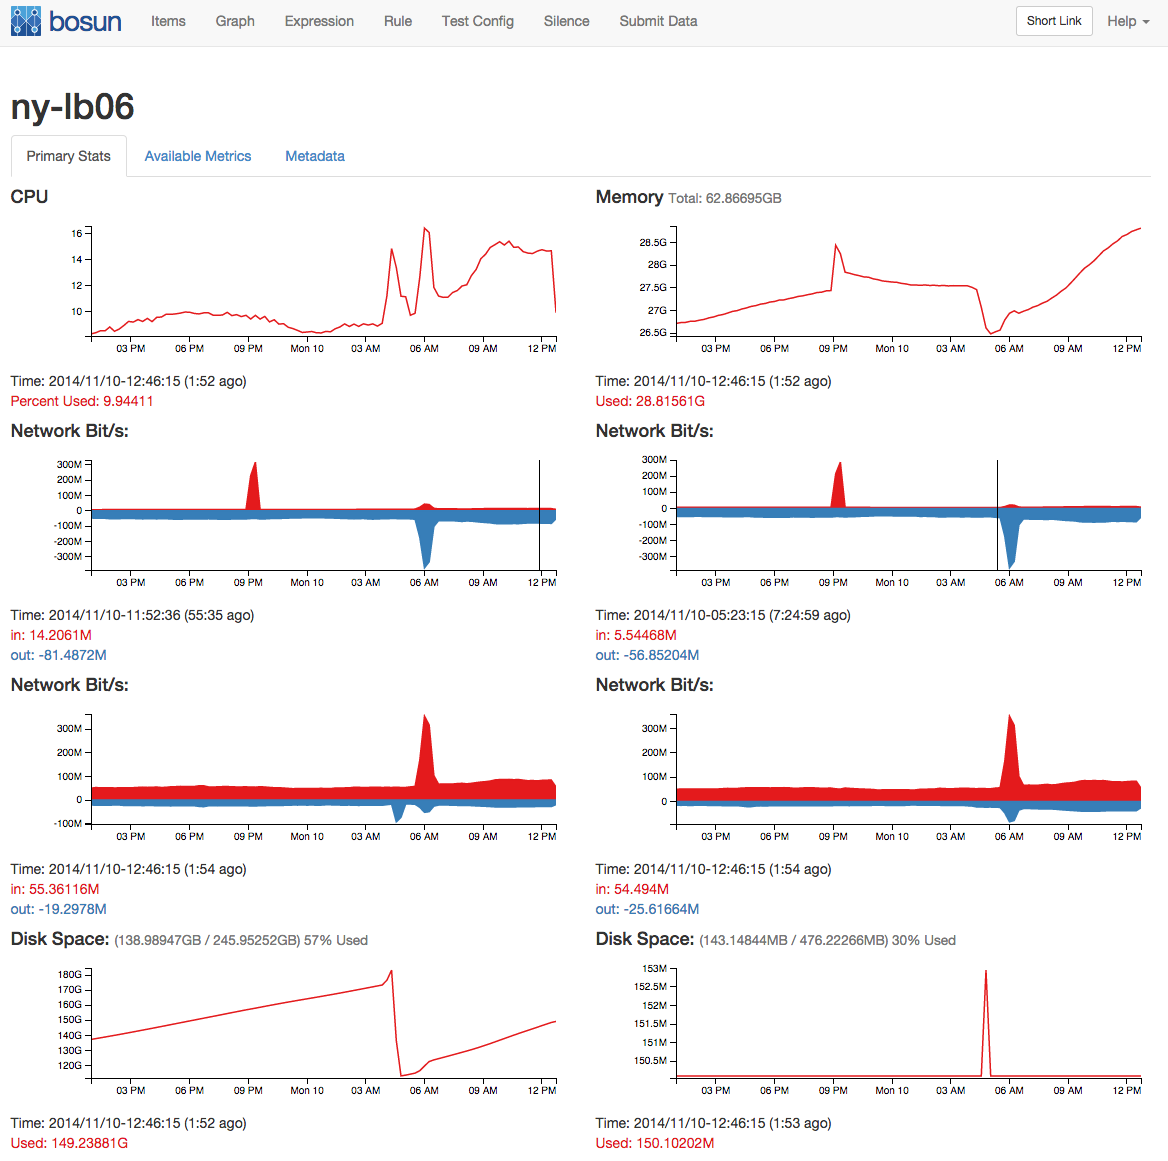 bosun Items Graph Expression Rule Test Config Silence Submit Data Short Link Help
ny-lb06
Primary Stats Available Metrics Metadata
CPU
16
14
12
10
03 PM 06 PM 09 PM Mon 10 03 AM 06 AM 09 AM 12 PM
Time: 2014/11/10-12:46:15 (1:52 ago)
Percent Used: 9.94411
Memory Total: 62.86695GB
28.5G
28G
27.5G
27G
26.5G
03 PM 06 PM 09 PM Mon 10 03 AM 06 AM 09 AM 12 PM
Time: 2014/11/10-12:46:15 (1:52 ago)
Used: 28.81561G
Network Bit/s:
300M
200M
100M
0
-100M
-200M
-300M
03 PM 06 PM 09 PM Mon 10 03 AM 06 AM 09 AM 12 PM
Time: 2014/11/10-11:52:36 (55:35 ago)
in: 14.2061M
out: -81.4872M
Network Bit/s:
300M
200M
100M
0
-100M
-200M
-300M
03 PM 06 PM 09 PM Mon 10 03 AM 06 AM 09 AM 12 PM
Time: 2014/11/10-05:23:15 (7:24:59 ago)
in: 5.54468M
out: -56.85204M
Network Bit/s:
300M
200M
100M
0
-100M
03 PM 06 PM 09 PM Mon 10 03 AM 06 AM 09 AM 12 PM
Time: 2014/11/10-12:46:15 (1:54 ago)
in: 55.36116M
out: -19.2978M
Network Bit/s:
300M
200M
100M
0
03 PM 06 PM 09 PM Mon 10 03 AM 06 AM 09 AM 12 PM
Time: 2014/11/10-12:46:15 (1:54 ago)
in: 54.494M
out: -25.61664M
Disk Space: (138.98947GB / 245.95252GB) 57% Used
180G
170G
160G
150G
140G
130G
120G
03 PM 06 PM 09 PM Mon 10 03 AM 06 AM 09 AM 12 PM
Time: 2014/11/10-12:46:15 (1:52 ago)
Used: 149.23881G
Disk Space: (143.14844MB / 476.22266MB) 30% Used
153M
152.5M
152M
151.5M
151M
150.5M
03 PM 06 PM 09 PM Mon 10 03 AM 06 AM 09 AM 12 PM
Time: 2014/11/10-12:46:15 (1:53 ago)
Used: 150.10202M